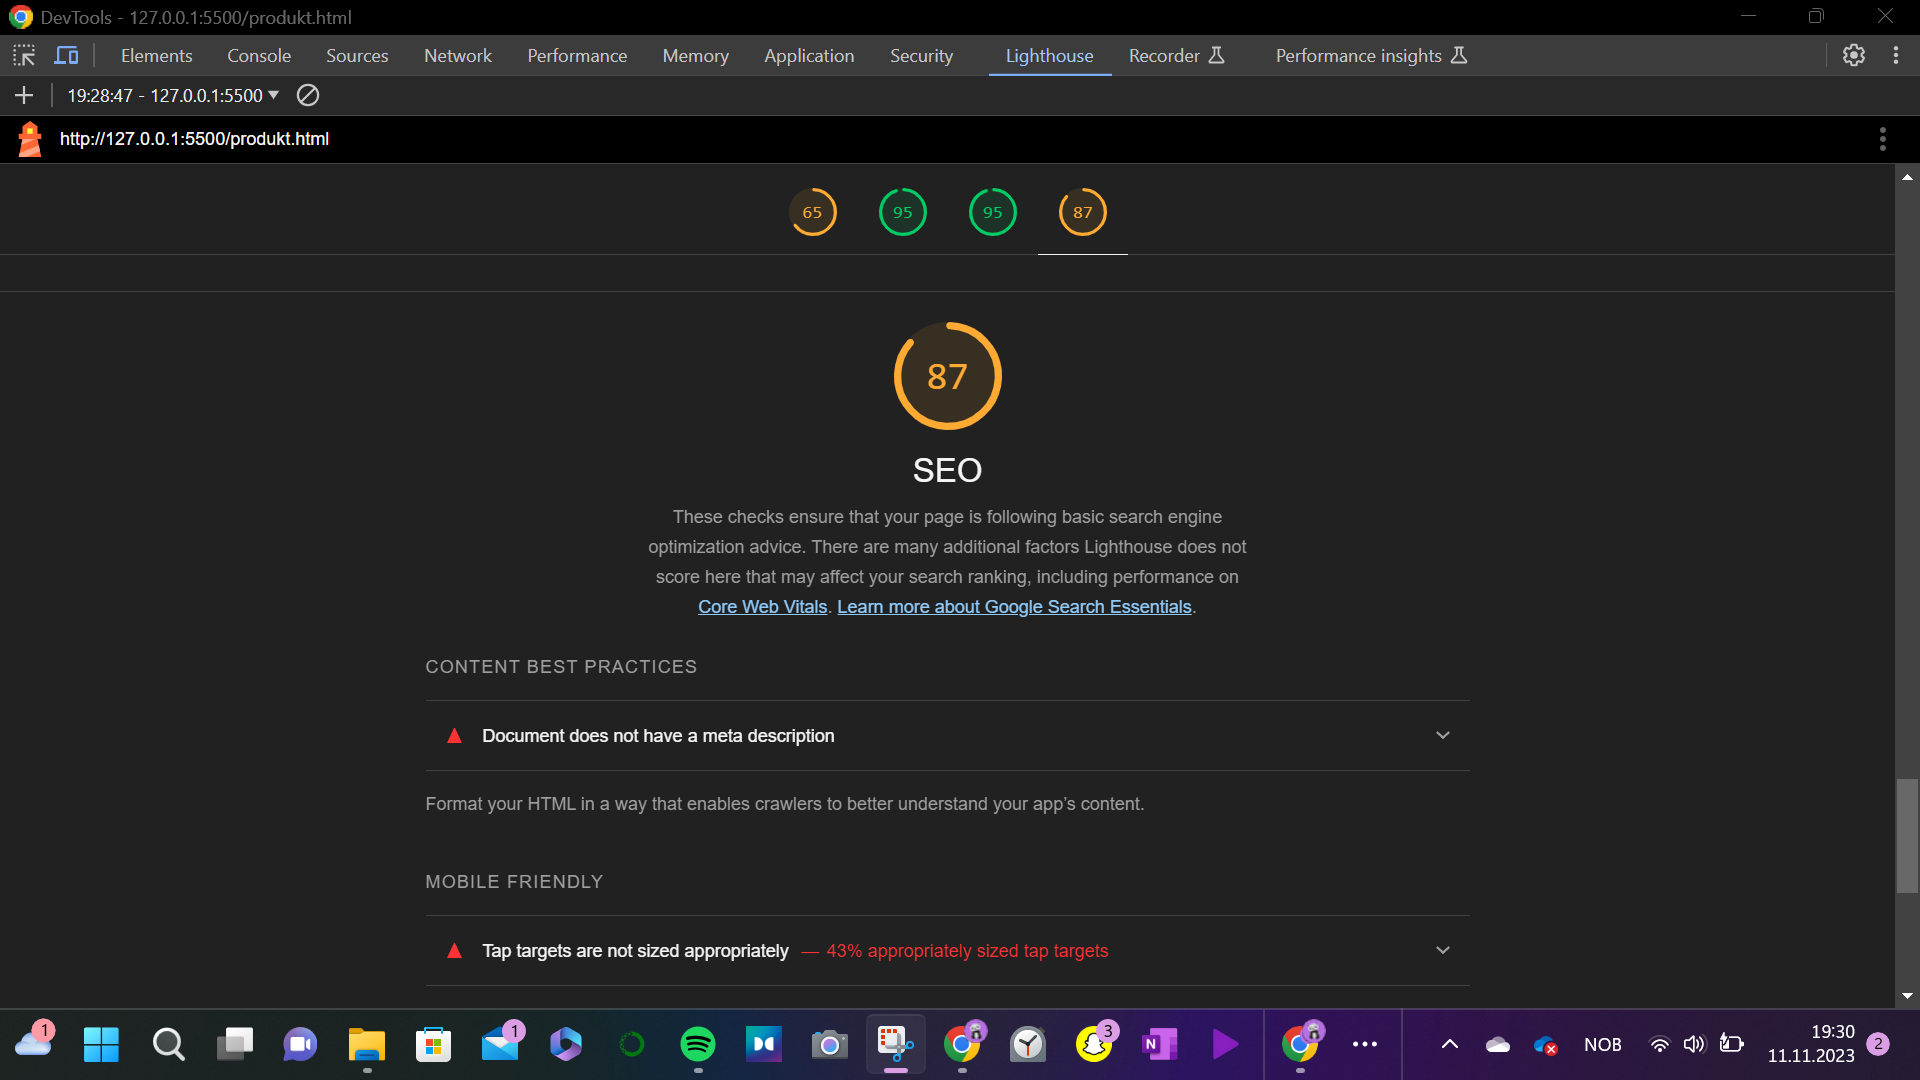 DevTools - 127.0.0.1:5500/produkt.html
Elements Console Sources Network Performance Memory Application Security Lighthouse Recorder Performance insights
19:28:47 - 127.0.0.1:5500
http://127.0.0.1:5500/produkt.html
65 95 95 87
87
SEO
These checks ensure that your page is following basic search engine
optimization advice. There are many additional factors Lighthouse does not
score here that may affect your search ranking, including performance on
Core Web Vitals. Learn more about Google Search Essentials.
CONTENT BEST PRACTICES
Document does not have a meta description
Format your HTML in a way that enables crawlers to better understand your app's content.
MOBILE FRIENDLY
Tap targets are not sized appropriately — 43% appropriately sized tap targets
1 1 3 N NOB 19:30 2
11.11.2023